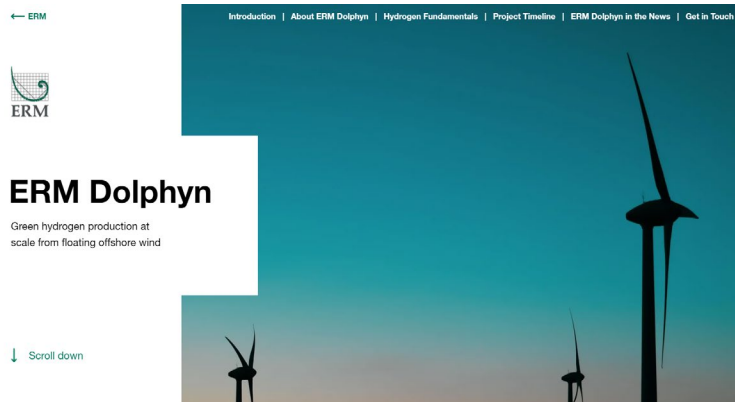 ← ERM
Introduction | About ERM Dolphyn | Hydrogen Fundamentals | Project Timeline | ERM Dolphyn in the News | Get in Touch
ERM
ERM Dolphyn
Green hydrogen production at
scale from floating offshore wind
↓ Scroll down